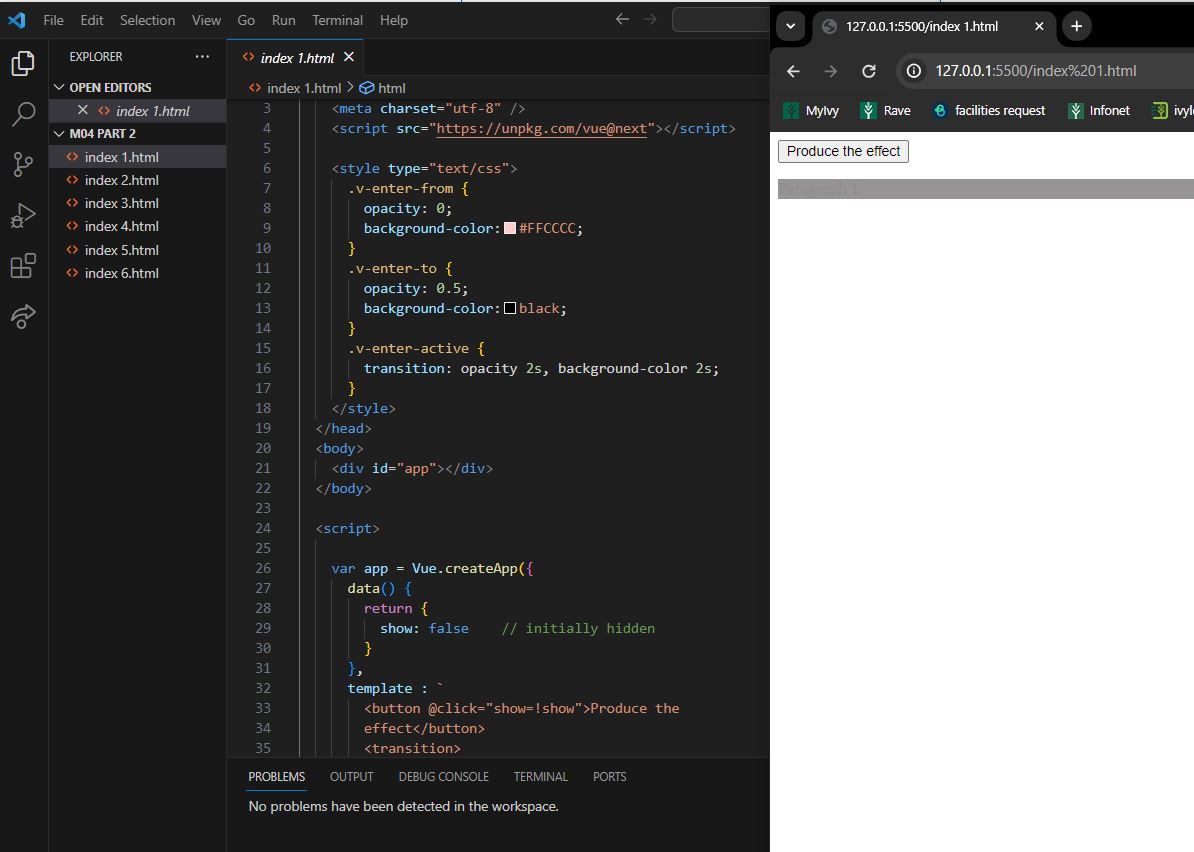 File Edit Selection View Go Run Terminal Help
EXPLORER
OPEN EDITORS
index 1.html
M04 PART 2
index 1.html
index 2.html
index 3.html
index 4.html
index 5.html
index 6.html
index 1.html
index 1.html > html
3 <meta charset="utf-8" />
4 <script src="https://unpkg.com/vue@next"></script>
5
6 <style type="text/css">
7 .v-enter-from {
8 opacity: 0;
9 background-color: #FFCCCC;
10 }
11 .v-enter-to {
12 opacity: 0.5;
13 background-color: black;
14 }
15 .v-enter-active {
16 transition: opacity 2s, background-color 2s;
17 }
18 </style>
19 </head>
20 <body>
21 <div id="app"></div>
22 </body>
23
24 <script>
25
26 var app = Vue.createApp({
27 data() {
28 return {
29 show: false // initially hidden
30 }
31 },
32 template : `
33 <button @click="show=!show">Produce the
34 effect</button>
35 <transition>
PROBLEMS OUTPUT DEBUG CONSOLE TERMINAL PORTS
No problems have been detected in the workspace.
127.0.0.1:5500/index 1.html
127.0.0.1:5500/index%201.html
MyIvy Rave facilities request Infonet
Produce the effect
Paragraph 1